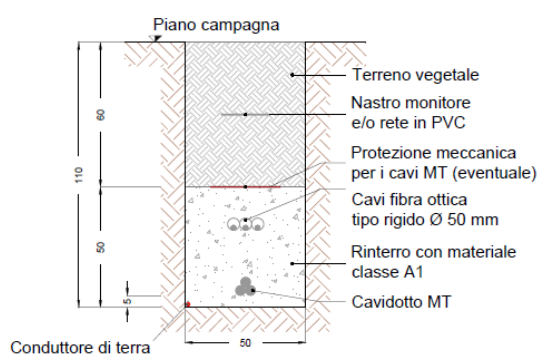 Piano campagna
Terreno vegetale
Nastro monitore
e/o rete in PVC
Protezione meccanica
per i cavi MT (eventuale)
Cavi fibra ottica
tipo rigido Ø 50 mm
Rinterro con materiale
classe A1
Cavidotto MT
Conduttore di terra
110
60
50
5
50